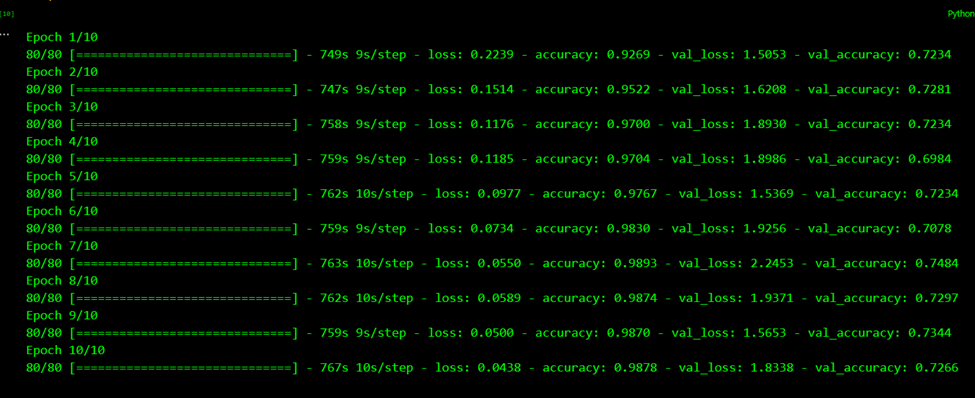 [10]
Python
...
Epoch 1/10
80/80 [==============================] - 749s 9s/step - loss: 0.2239 - accuracy: 0.9269 - val_loss: 1.5053 - val_accuracy: 0.7234
Epoch 2/10
80/80 [==============================] - 747s 9s/step - loss: 0.1514 - accuracy: 0.9522 - val_loss: 1.6208 - val_accuracy: 0.7281
Epoch 3/10
80/80 [==============================] - 758s 9s/step - loss: 0.1176 - accuracy: 0.9700 - val_loss: 1.8930 - val_accuracy: 0.7234
Epoch 4/10
80/80 [==============================] - 759s 9s/step - loss: 0.1185 - accuracy: 0.9704 - val_loss: 1.8986 - val_accuracy: 0.6984
Epoch 5/10
80/80 [==============================] - 762s 10s/step - loss: 0.0977 - accuracy: 0.9767 - val_loss: 1.5369 - val_accuracy: 0.7234
Epoch 6/10
80/80 [==============================] - 759s 9s/step - loss: 0.0734 - accuracy: 0.9830 - val_loss: 1.9256 - val_accuracy: 0.7078
Epoch 7/10
80/80 [==============================] - 763s 10s/step - loss: 0.0550 - accuracy: 0.9893 - val_loss: 2.2453 - val_accuracy: 0.7484
Epoch 8/10
80/80 [==============================] - 762s 10s/step - loss: 0.0589 - accuracy: 0.9874 - val_loss: 1.9371 - val_accuracy: 0.7297
Epoch 9/10
80/80 [==============================] - 759s 9s/step - loss: 0.0500 - accuracy: 0.9870 - val_loss: 1.5653 - val_accuracy: 0.7344
Epoch 10/10
80/80 [==============================] - 767s 10s/step - loss: 0.0438 - accuracy: 0.9878 - val_loss: 1.8338 - val_accuracy: 0.7266